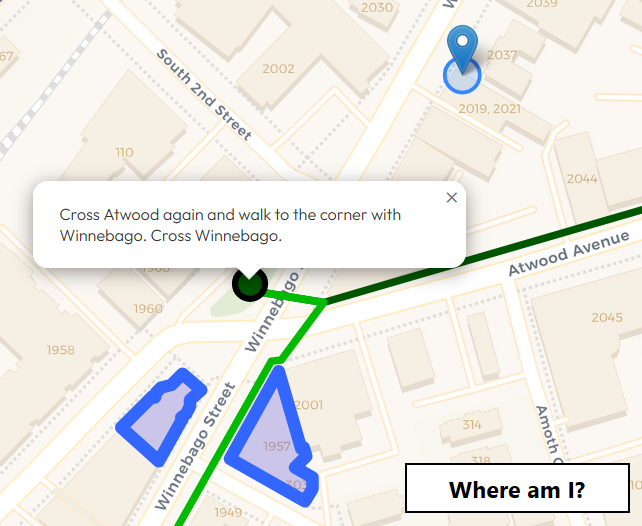 2030
2039
67
South 2nd Street
2002
2037
2019, 2021
110
2044
×
Cross Atwood again and walk to the corner with
Winnebago. Cross Winnebago.
Atwood Avenue
1960
Winnebago
2045
1958
Winnebago Street
2001
Amoth
314
1957
318
1949
Where am I?